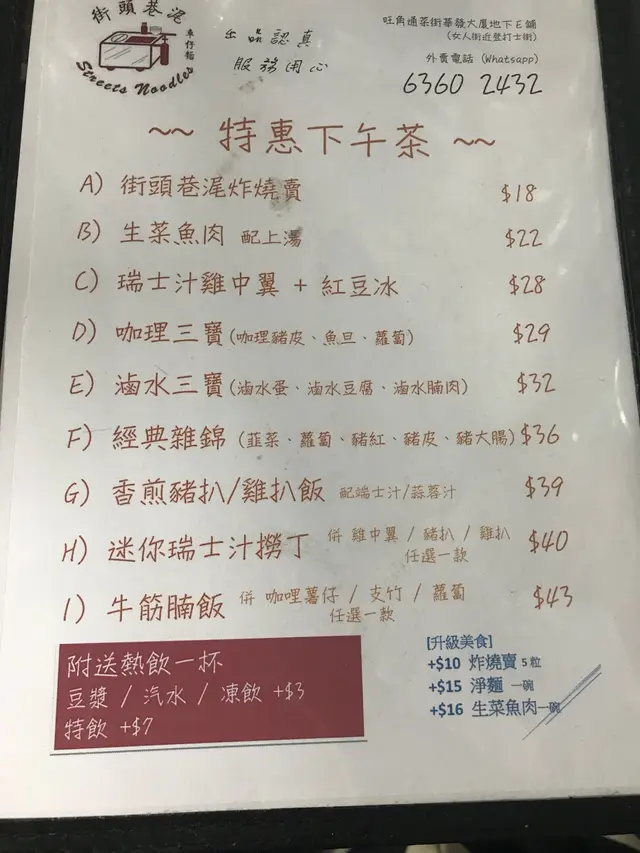 街頭巷浘
車仔麵
Streets Noodles
出品認真
服務用心
旺角通菜街華發大廈地下E舖
(女人街近登打士街)
外賣電話 (Whatsapp)
6360 2432
~~ 特惠下午茶 ~~
A) 街頭巷浘炸燒賣 $18
B) 生菜魚肉 配上湯 $22
C) 瑞士汁雞中翼 + 紅豆冰 $28
D) 咖理三寶 (咖理豬皮、魚旦、蘿蔔) $29
E) 滷水三寶 (滷水蛋、滷水豆腐、滷水腩肉) $32
F) 經典雜錦 (韮菜、蘿蔔、豬紅、豬皮、豬大腸) $36
G) 香煎豬扒/雞扒飯 配端士汁/蒜蓉汁 $39
H) 迷你瑞士汁撈丁 併 雞中翼 / 豬扒 / 雞扒 $40
任選一款
I) 牛筋腩飯 併 咖哩薯仔 / 支竹 / 蘿蔔 $43
任選一款
附送熱飲一杯
豆漿 / 汽水 / 凍飲 +$3
特飲 +$7
[升級美食]
+$10 炸燒賣 5粒
+$15 淨麵 一碗
+$16 生菜魚肉一碗